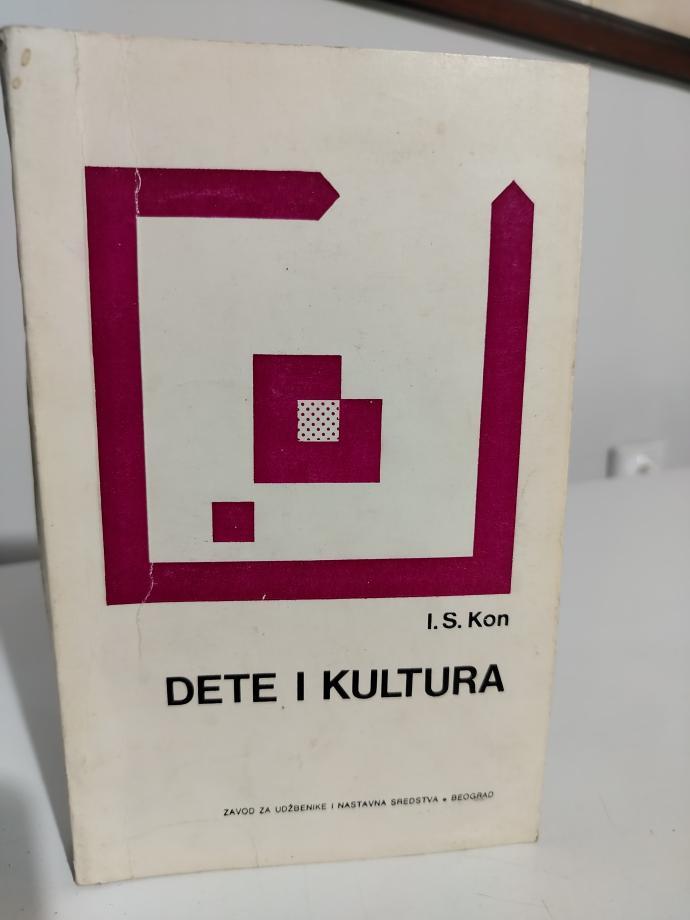 I. S. Kon
DETE I KULTURA
ZAVOD ZA UDŽBENIKE I NASTAVNA SREDSTVA • BEOGRAD